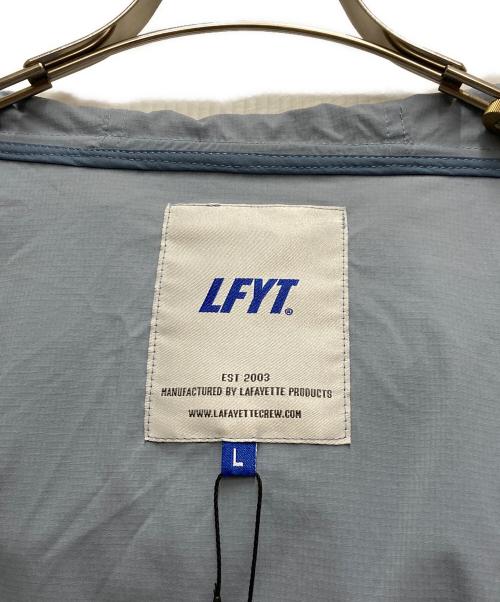 LFYT®
EST 2003
MANUFACTURED BY LAFAYETTE PRODUCTS
WWW.LAFAYETTECREW.COM
L